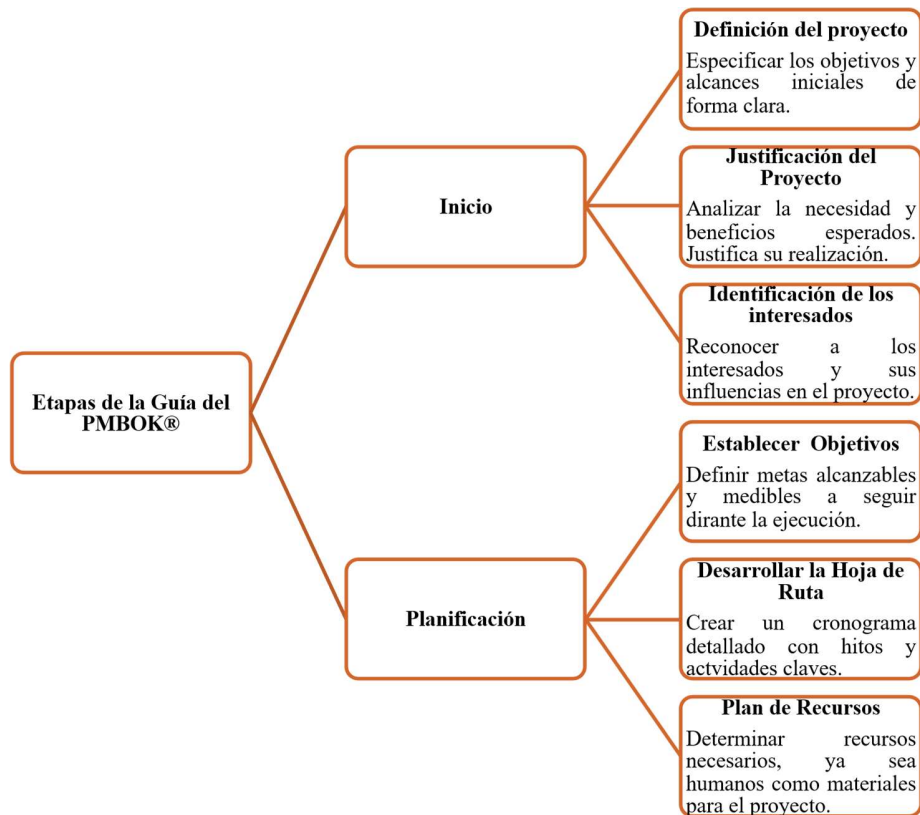 Definición del proyecto
Especificar los objetivos y
alcances iniciales de
forma clara.
Inicio
Justificación del
Proyecto
Analizar la necesidad y
beneficios esperados.
Justifica su realización.
Identificación de los
interesados
Reconocer a los
interesados y sus
influencias en el proyecto.
Etapas de la Guía del
PMBOK®
Establecer Objetivos
Definir metas alcanzables
y medibles a seguir
dirante la ejecución.
Planificación
Desarrollar la Hoja de
Ruta
Crear un cronograma
detallado con hitos y
actvidades claves.
Plan de Recursos
Determinar recursos
necesarios, ya sea
humanos como materiales
para el proyecto.